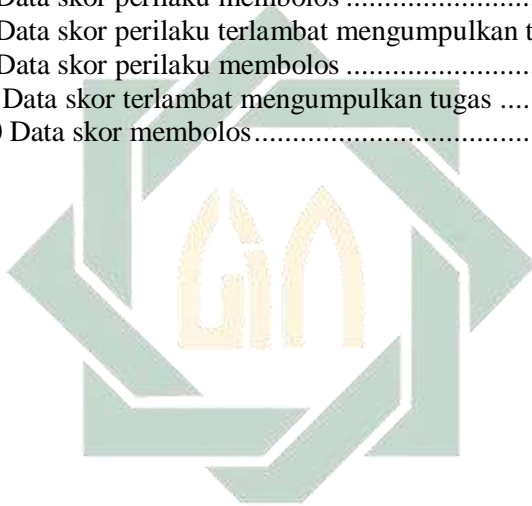 Data skor perilaku membolos ...........................
Data skor perilaku terlambat mengumpulkan
Data skor perilaku membolos ...........................
Data skor terlambat mengumpulkan tugas ....
Data skor membolos.........................................